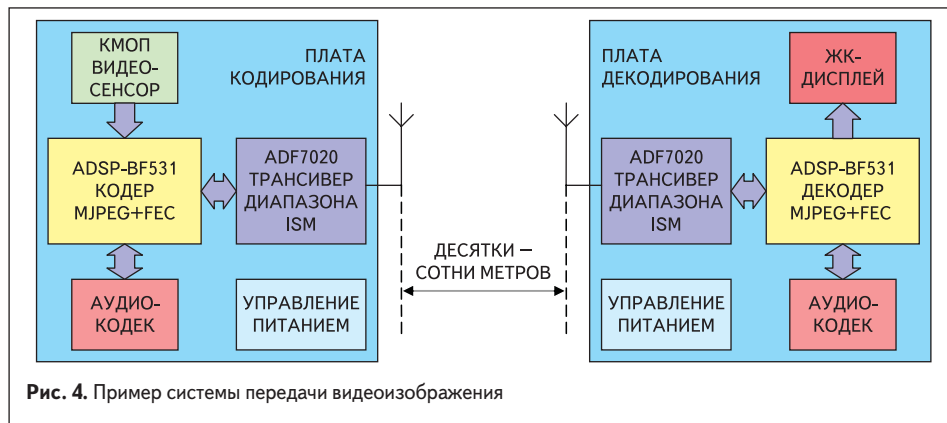 КМОП
ВИДЕО-
СЕНСОР
ПЛАТА
КОДИРОВАНИЯ
ADSP-BF531
КОДЕР
MJPEG+FEC
ADF7020
ТРАНСИВЕР
ДИАПАЗОНА
ISM
АУДИО-
КОДЕК
УПРАВЛЕНИЕ
ПИТАНИЕМ
ДЕСЯТКИ –
СОТНИ МЕТРОВ
ПЛАТА
ДЕКОДИРОВАНИЯ
ЖК-
ДИСПЛЕЙ
ADF7020
ТРАНСИВЕР
ДИАПАЗОНА
ISM
ADSP-BF531
ДЕКОДЕР
MJPEG+FEC
УПРАВЛЕНИЕ
ПИТАНИЕМ
АУДИО-
КОДЕК
Рис. 4. Пример системы передачи видеоизображения